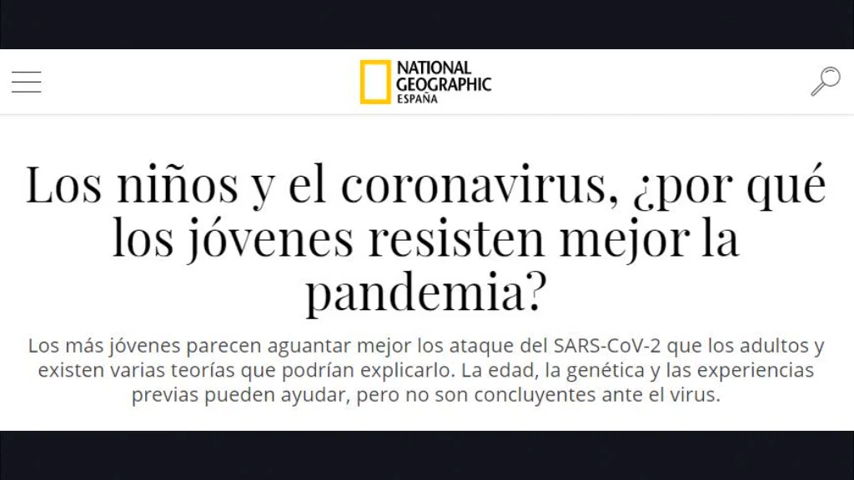 NATIONAL
GEOGRAPHIC
ESPAÑA
Los niños y el coronavirus, ¿por qué
los jóvenes resisten mejor la
pandemia?
Los más jóvenes parecen aguantar mejor los ataque del SARS-CoV-2 que los adultos y
existen varias teorías que podrían explicarlo. La edad, la genética y las experiencias
previas pueden ayudar, pero no son concluyentes ante el virus.